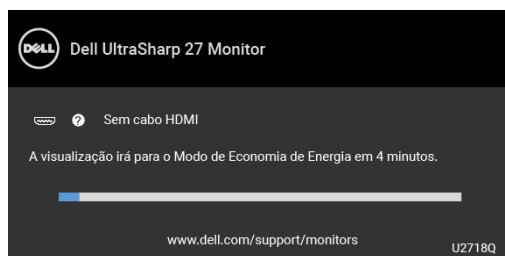 DELL Dell UltraSharp 27 Monitor
? Sem cabo HDMI
A visualização irá para o Modo de Economia de Energia em 4 minutos.
www.dell.com/support/monitors
U2718Q